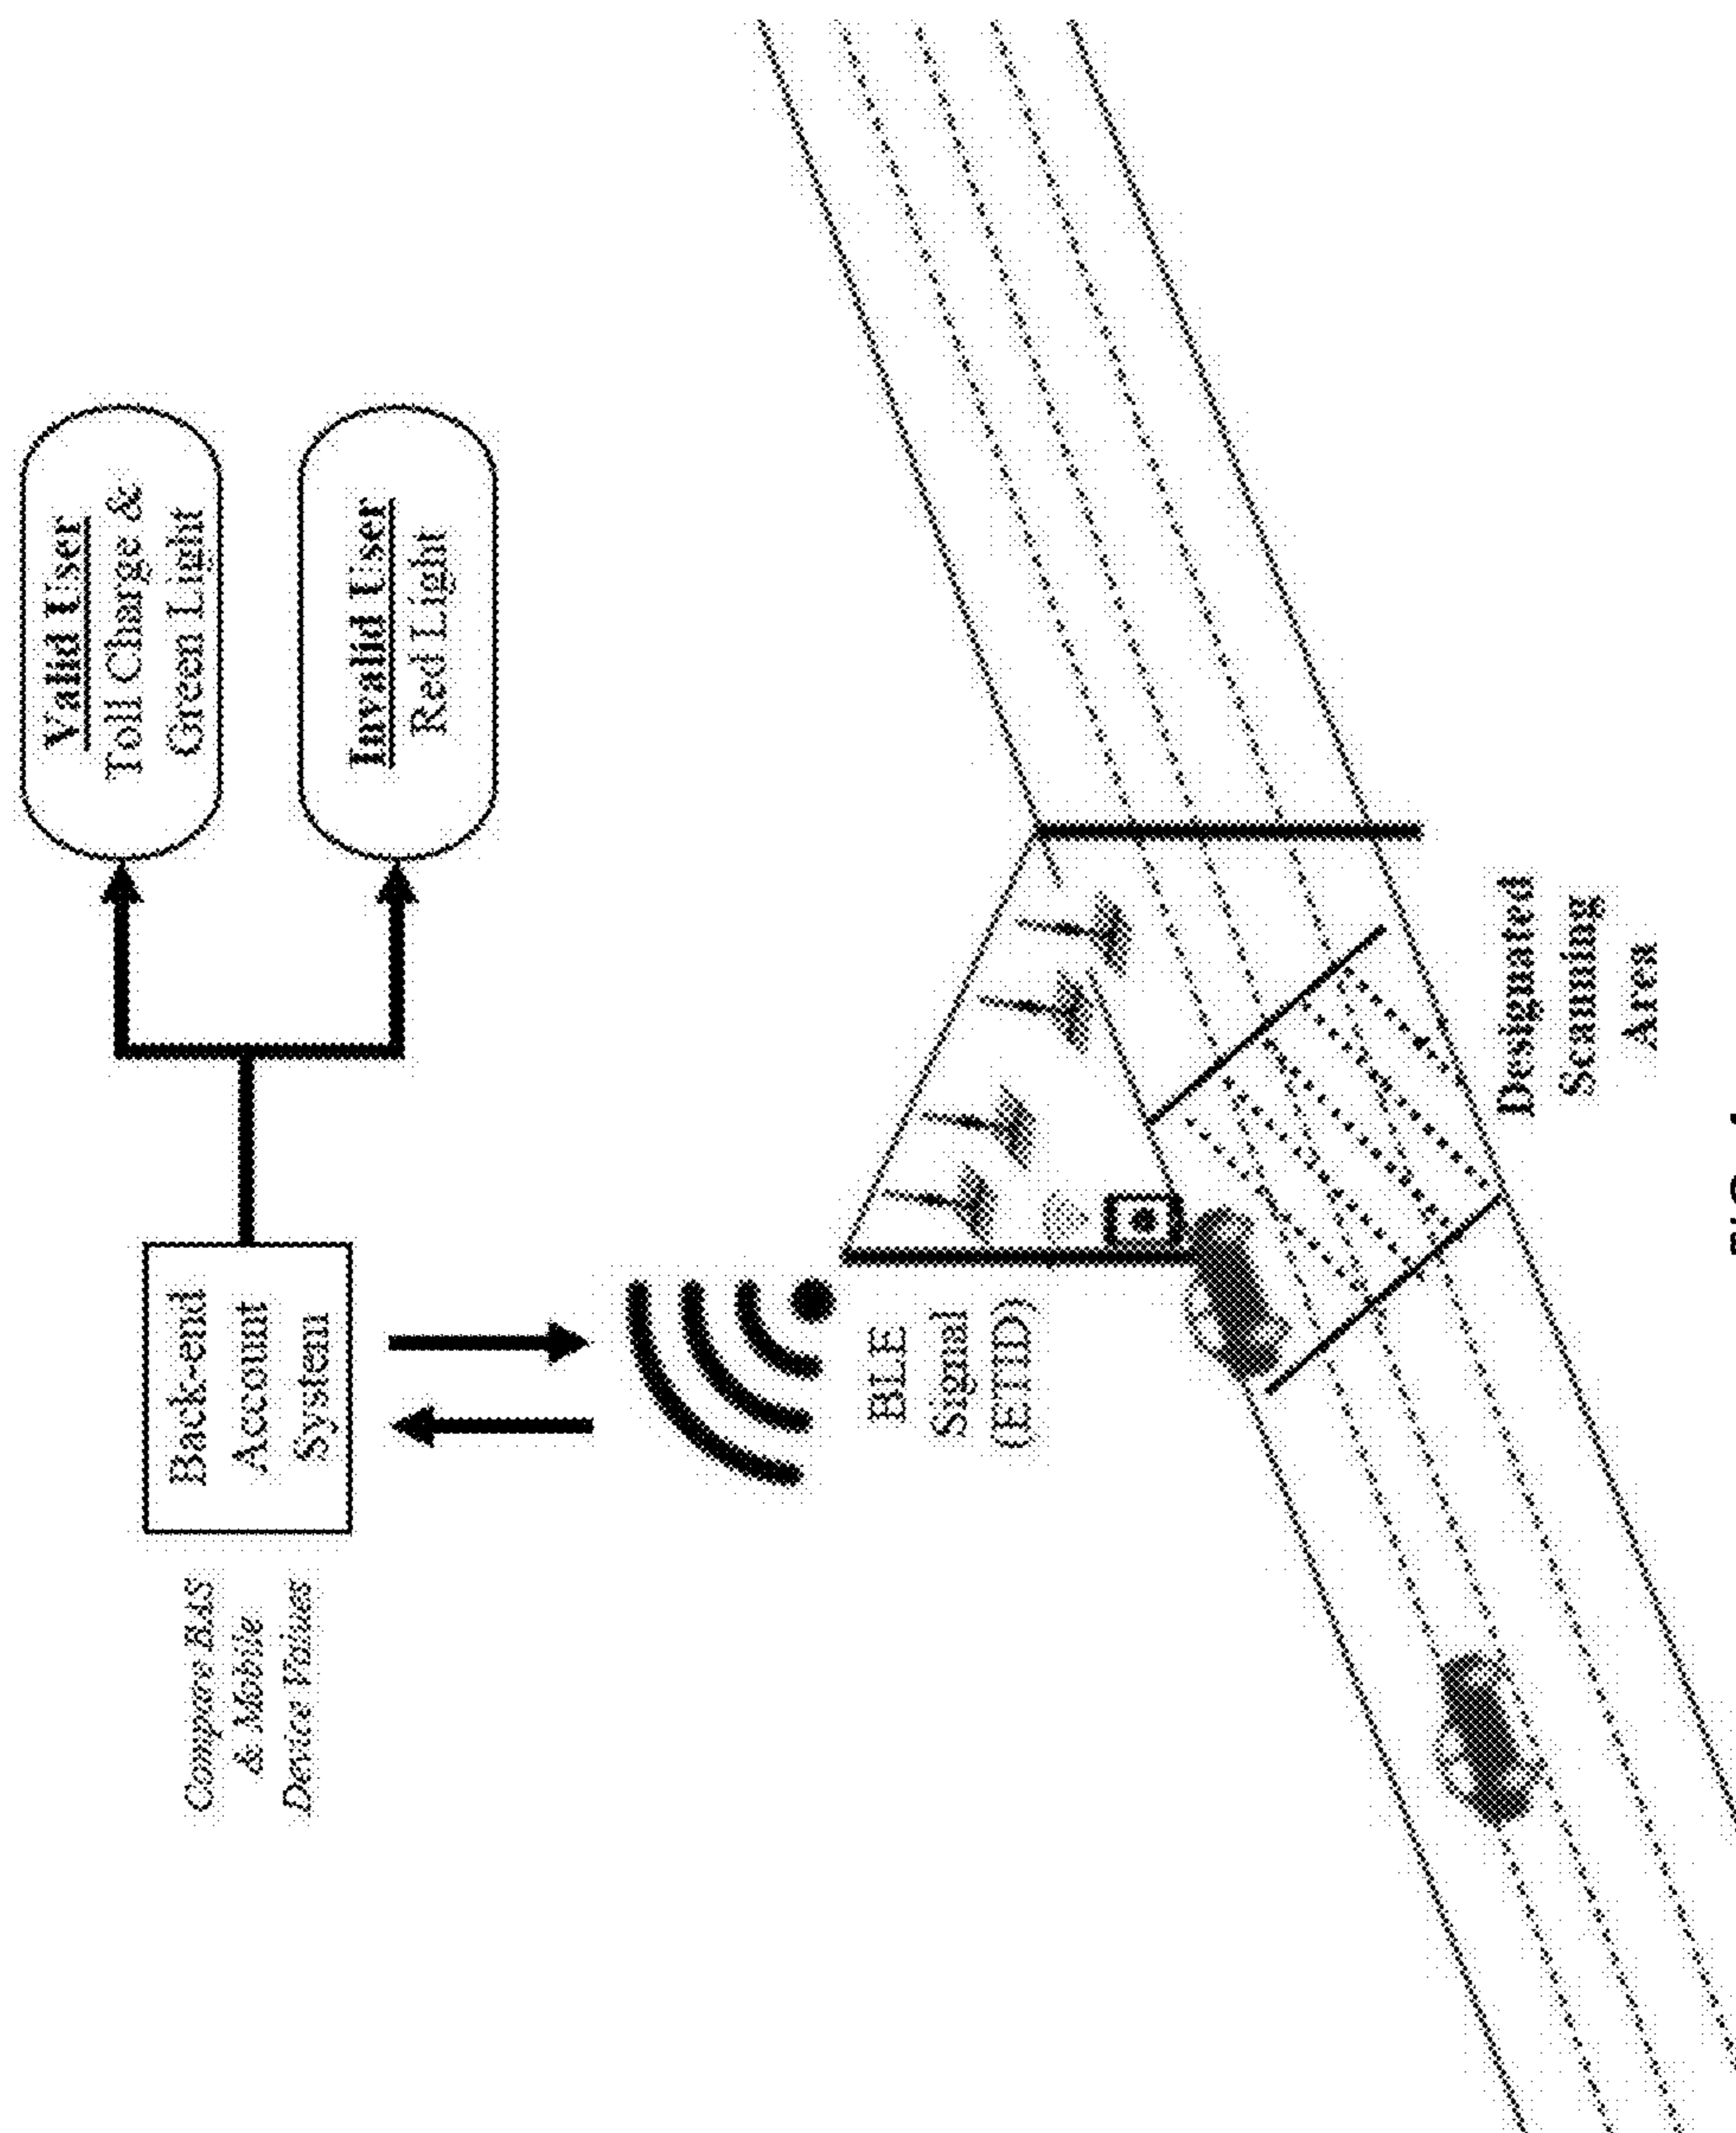 Valid User
Toll Charge &
Green Light
Invalid User
Red Light
Back-end
Account
System
Compare BAS
& Mobile
Device Values
BLE
Signal
(ETID)
Designated
Scanning
Area